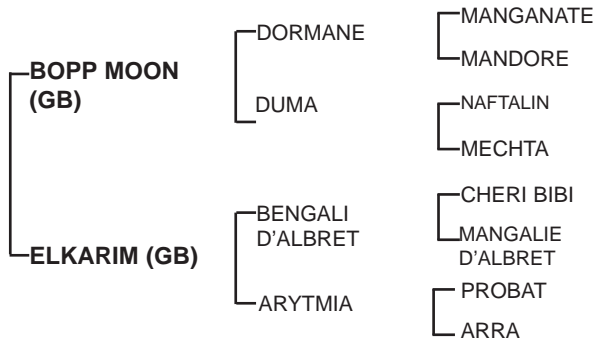 BOPP MOON
(GB)
ELKARIM (GB)
DORMANE
DUMA
BENGALI
D'ALBRET
ARYTMIA
MANGANATE
MANDORE
NAFTALIN
MECHTA
CHERI BIBI
MANGALIE
D'ALBRET
PROBAT
ARRA